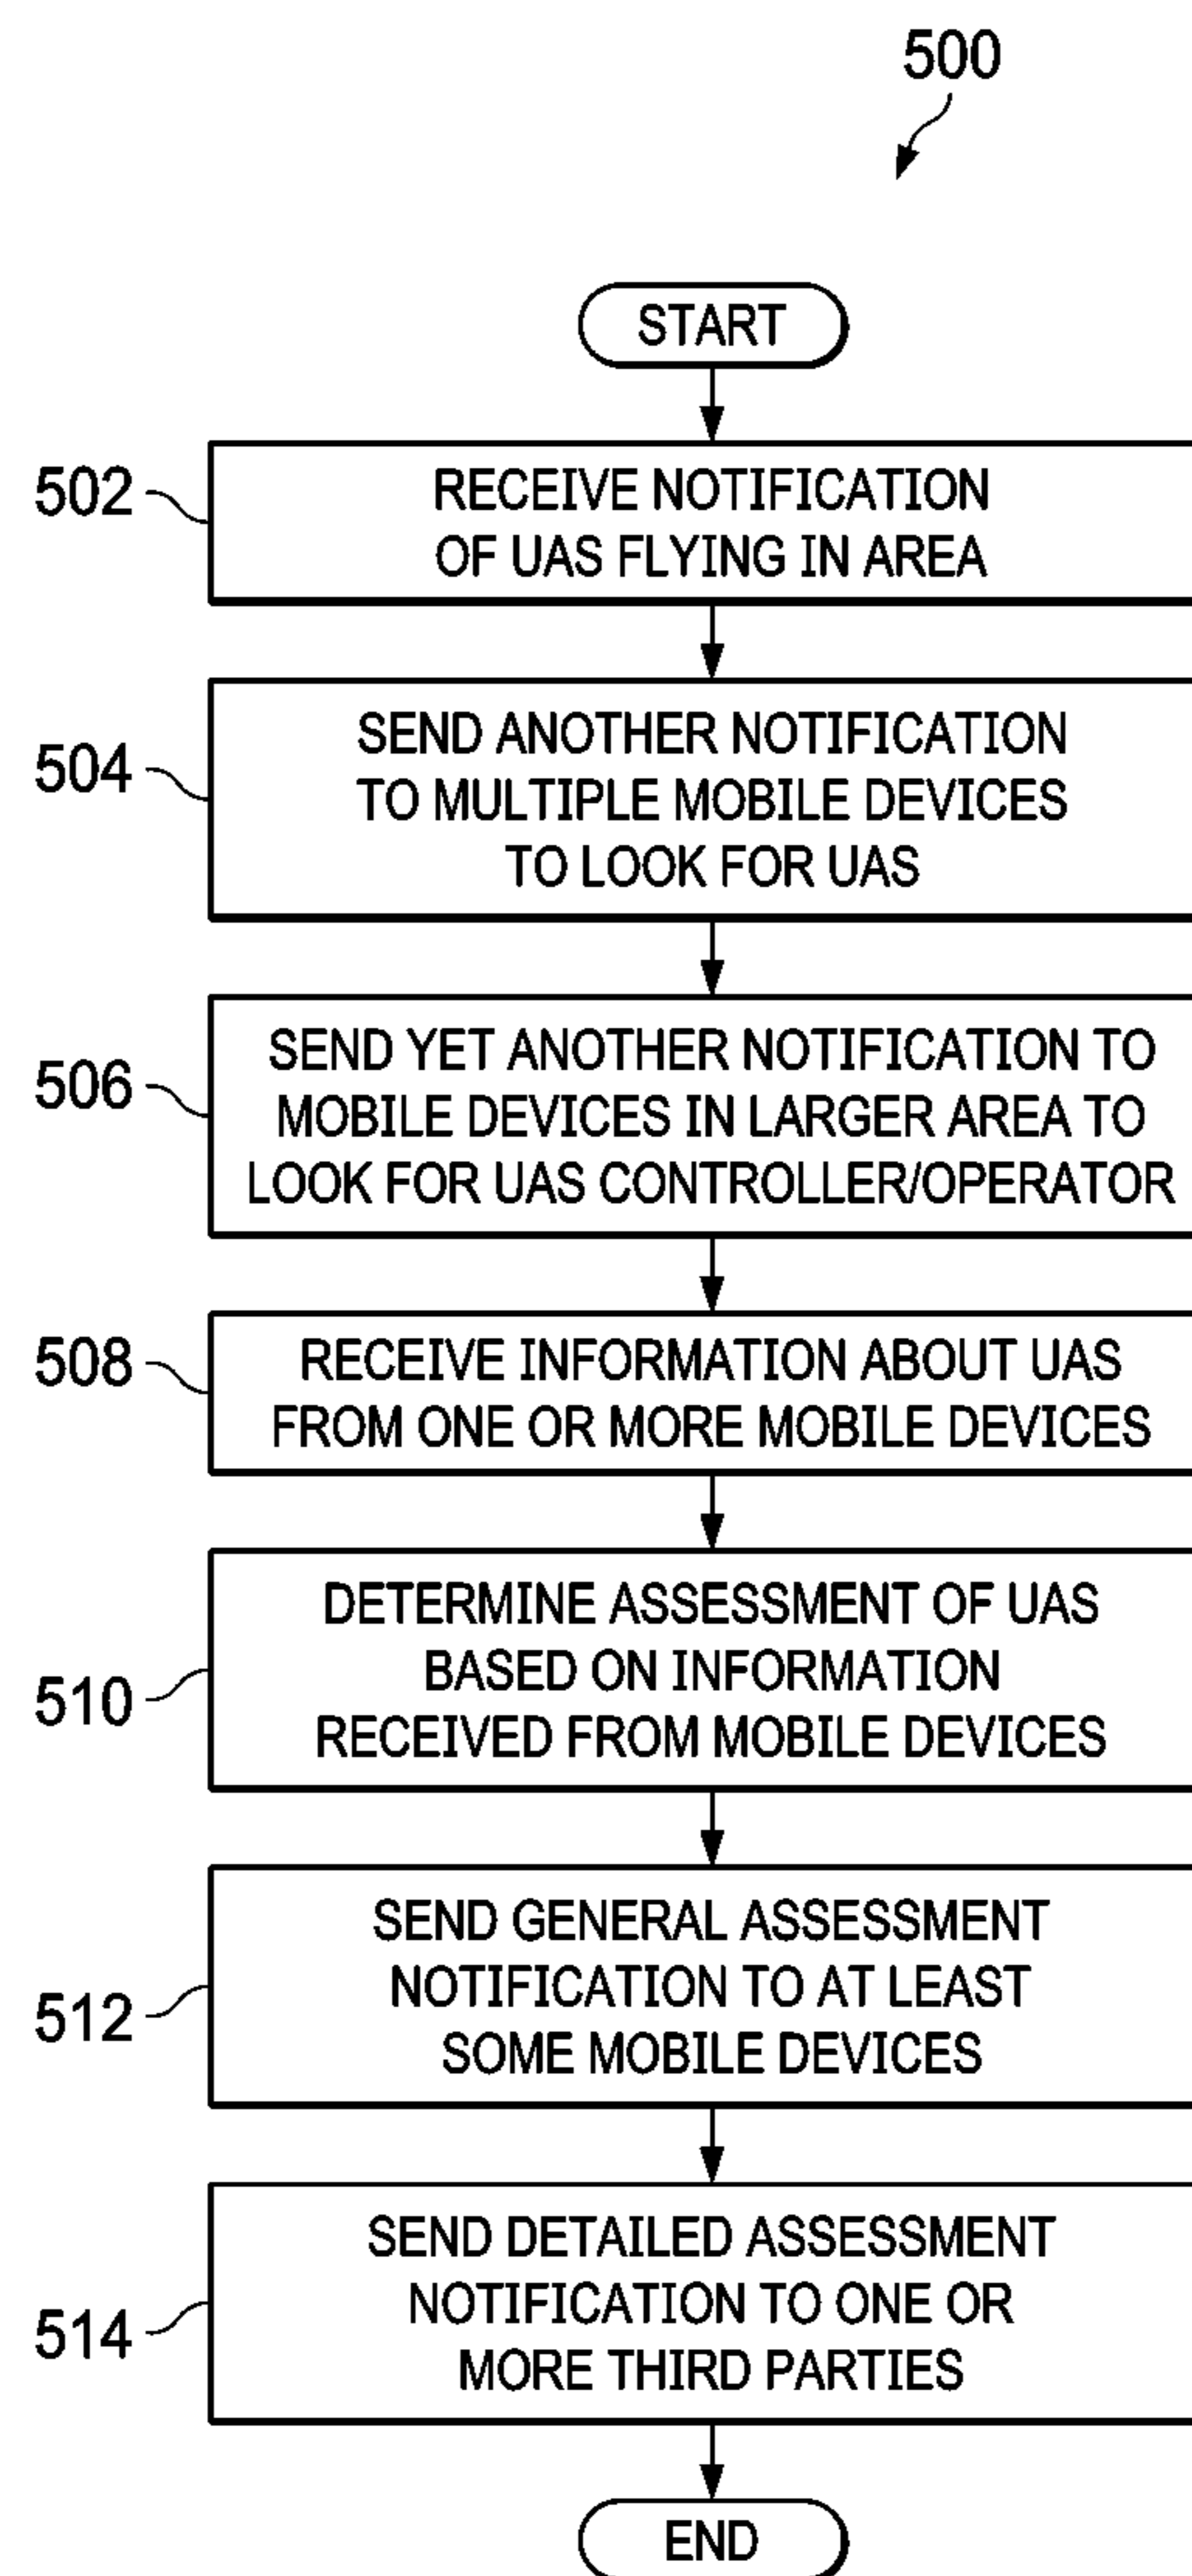 500
START
502
RECEIVE NOTIFICATION
OF UAS FLYING IN AREA
504
SEND ANOTHER NOTIFICATION
TO MULTIPLE MOBILE DEVICES
TO LOOK FOR UAS
506
SEND YET ANOTHER NOTIFICATION TO
MOBILE DEVICES IN LARGER AREA TO
LOOK FOR UAS CONTROLLER/OPERATOR
508
RECEIVE INFORMATION ABOUT UAS
FROM ONE OR MORE MOBILE DEVICES
510
DETERMINE ASSESSMENT OF UAS
BASED ON INFORMATION
RECEIVED FROM MOBILE DEVICES
512
SEND GENERAL ASSESSMENT
NOTIFICATION TO AT LEAST
SOME MOBILE DEVICES
514
SEND DETAILED ASSESSMENT
NOTIFICATION TO ONE OR
MORE THIRD PARTIES
END